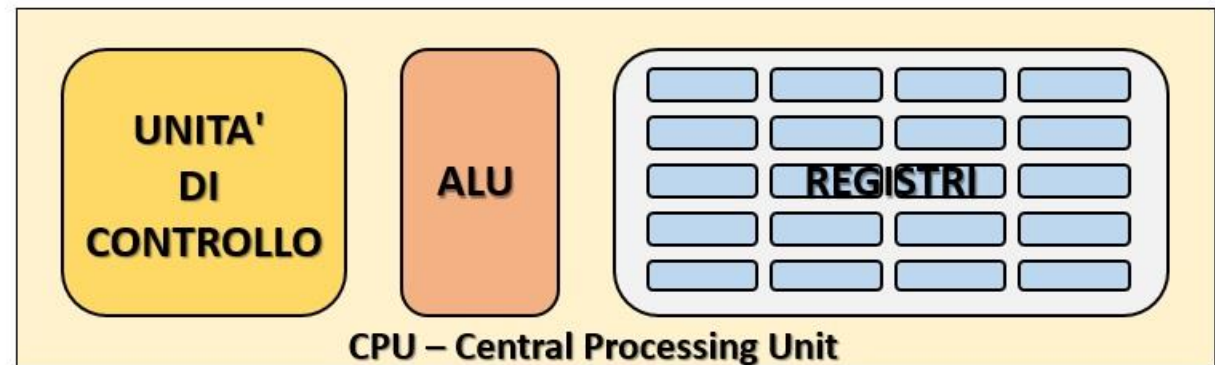 UNITA'
DI
CONTROLLO
ALU
REGISTRI
CPU – Central Processing Unit